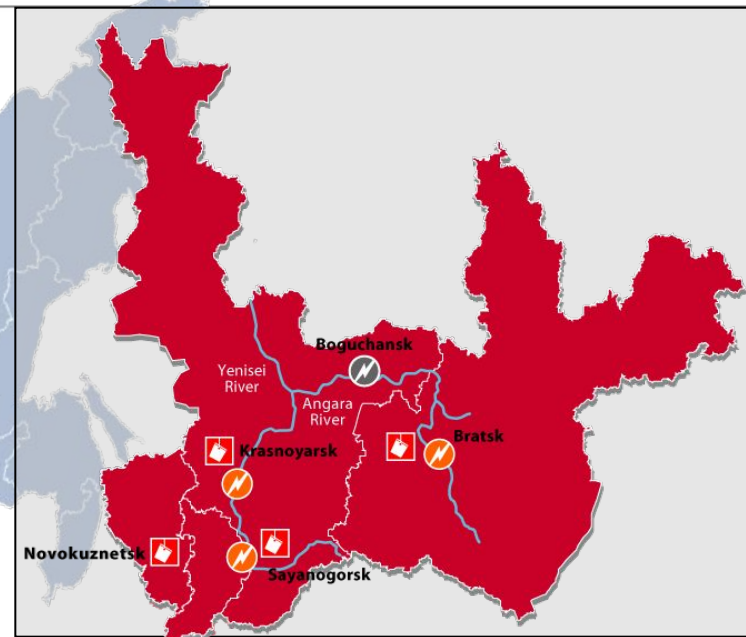 Boguchansk
Yenisei
River
Angara
River
Bratsk
Krasnoyarsk
Novokuznetsk
Sayanogorsk